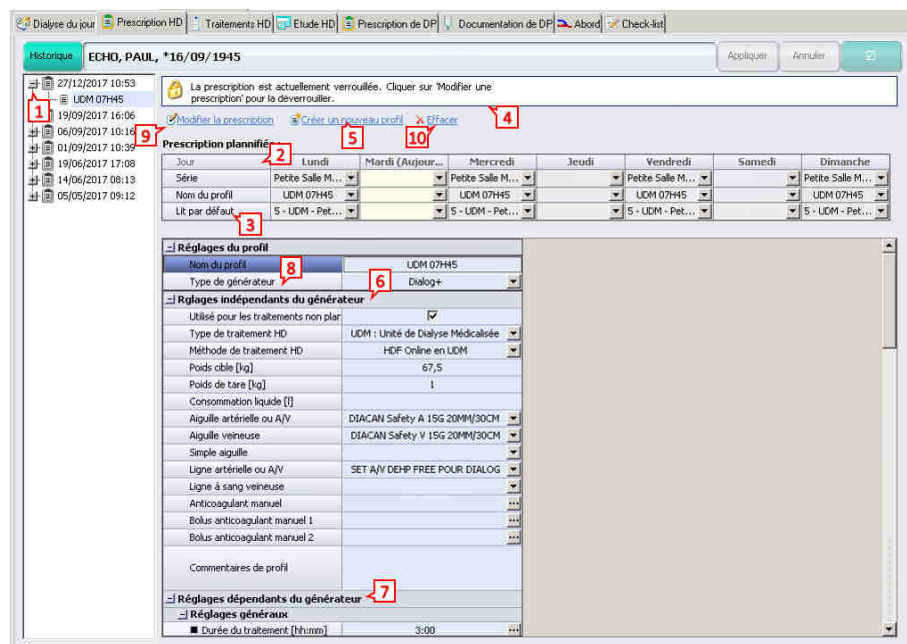 Dialyse du jour Prescription HD Traitements HD Etude HD Prescription de DP Documentation de DP Abord Check-list
Historique ECHO, PAUL, *16/09/1945 Appliquer Annuler
27/12/2017 10:53
UDM 07H45
19/09/2017 16:06
06/09/2017 10:16
01/09/2017 10:39
19/06/2017 17:08
14/06/2017 08:13
05/05/2017 09:12
1
La prescription est actuellement verrouillée. Cliquer sur 'Modifier une
prescription' pour la déverrouiller.
4
9 Modifier la prescription Créer un nouveau profil Effacer
5 10
Prescription plannifiée
2
Jour Lundi Mardi (Aujour... Mercredi Jeudi Vendredi Samedi Dimanche
Série Petite Salle M... Petite Salle M... Petite Salle M... Petite Salle M...
Nom du profil UDM 07H45 UDM 07H45 UDM 07H45 UDM 07H45
Lit par défaut 5 - UDM - Pet... 5 - UDM - Pet... 5 - UDM - Pet... 5 - UDM - Pet...
3
Réglages du profil
Nom du profil UDM 07H45
8
Type de générateur Dialog+
6
Rglages indépendants du générateur
Utilisé pour les traitements non plan
Type de traitement HD UDM : Unité de Dialyse Médicalisée
Méthode de traitement HD HDF Online en UDM
Poids cible [kg] 67,5
Poids de tare [kg] 1
Consommation liquide [l]
Aiguille artérielle ou A/V DIACAN Safety A 15G 20MM/30CM
Aiguille veineuse DIACAN Safety V 15G 20MM/30CM
Simple aiguille
Ligne artérielle ou A/V SET A/V DEHP FREE POUR DIALOG
Ligne à sang veineuse
Anticoagulant manuel
Bolus anticoagulant manuel 1
Bolus anticoagulant manuel 2
Commentaires de profil
Réglages dépendants du générateur 7
Réglages généraux
Durée du traitement [hh:mm] 3:00